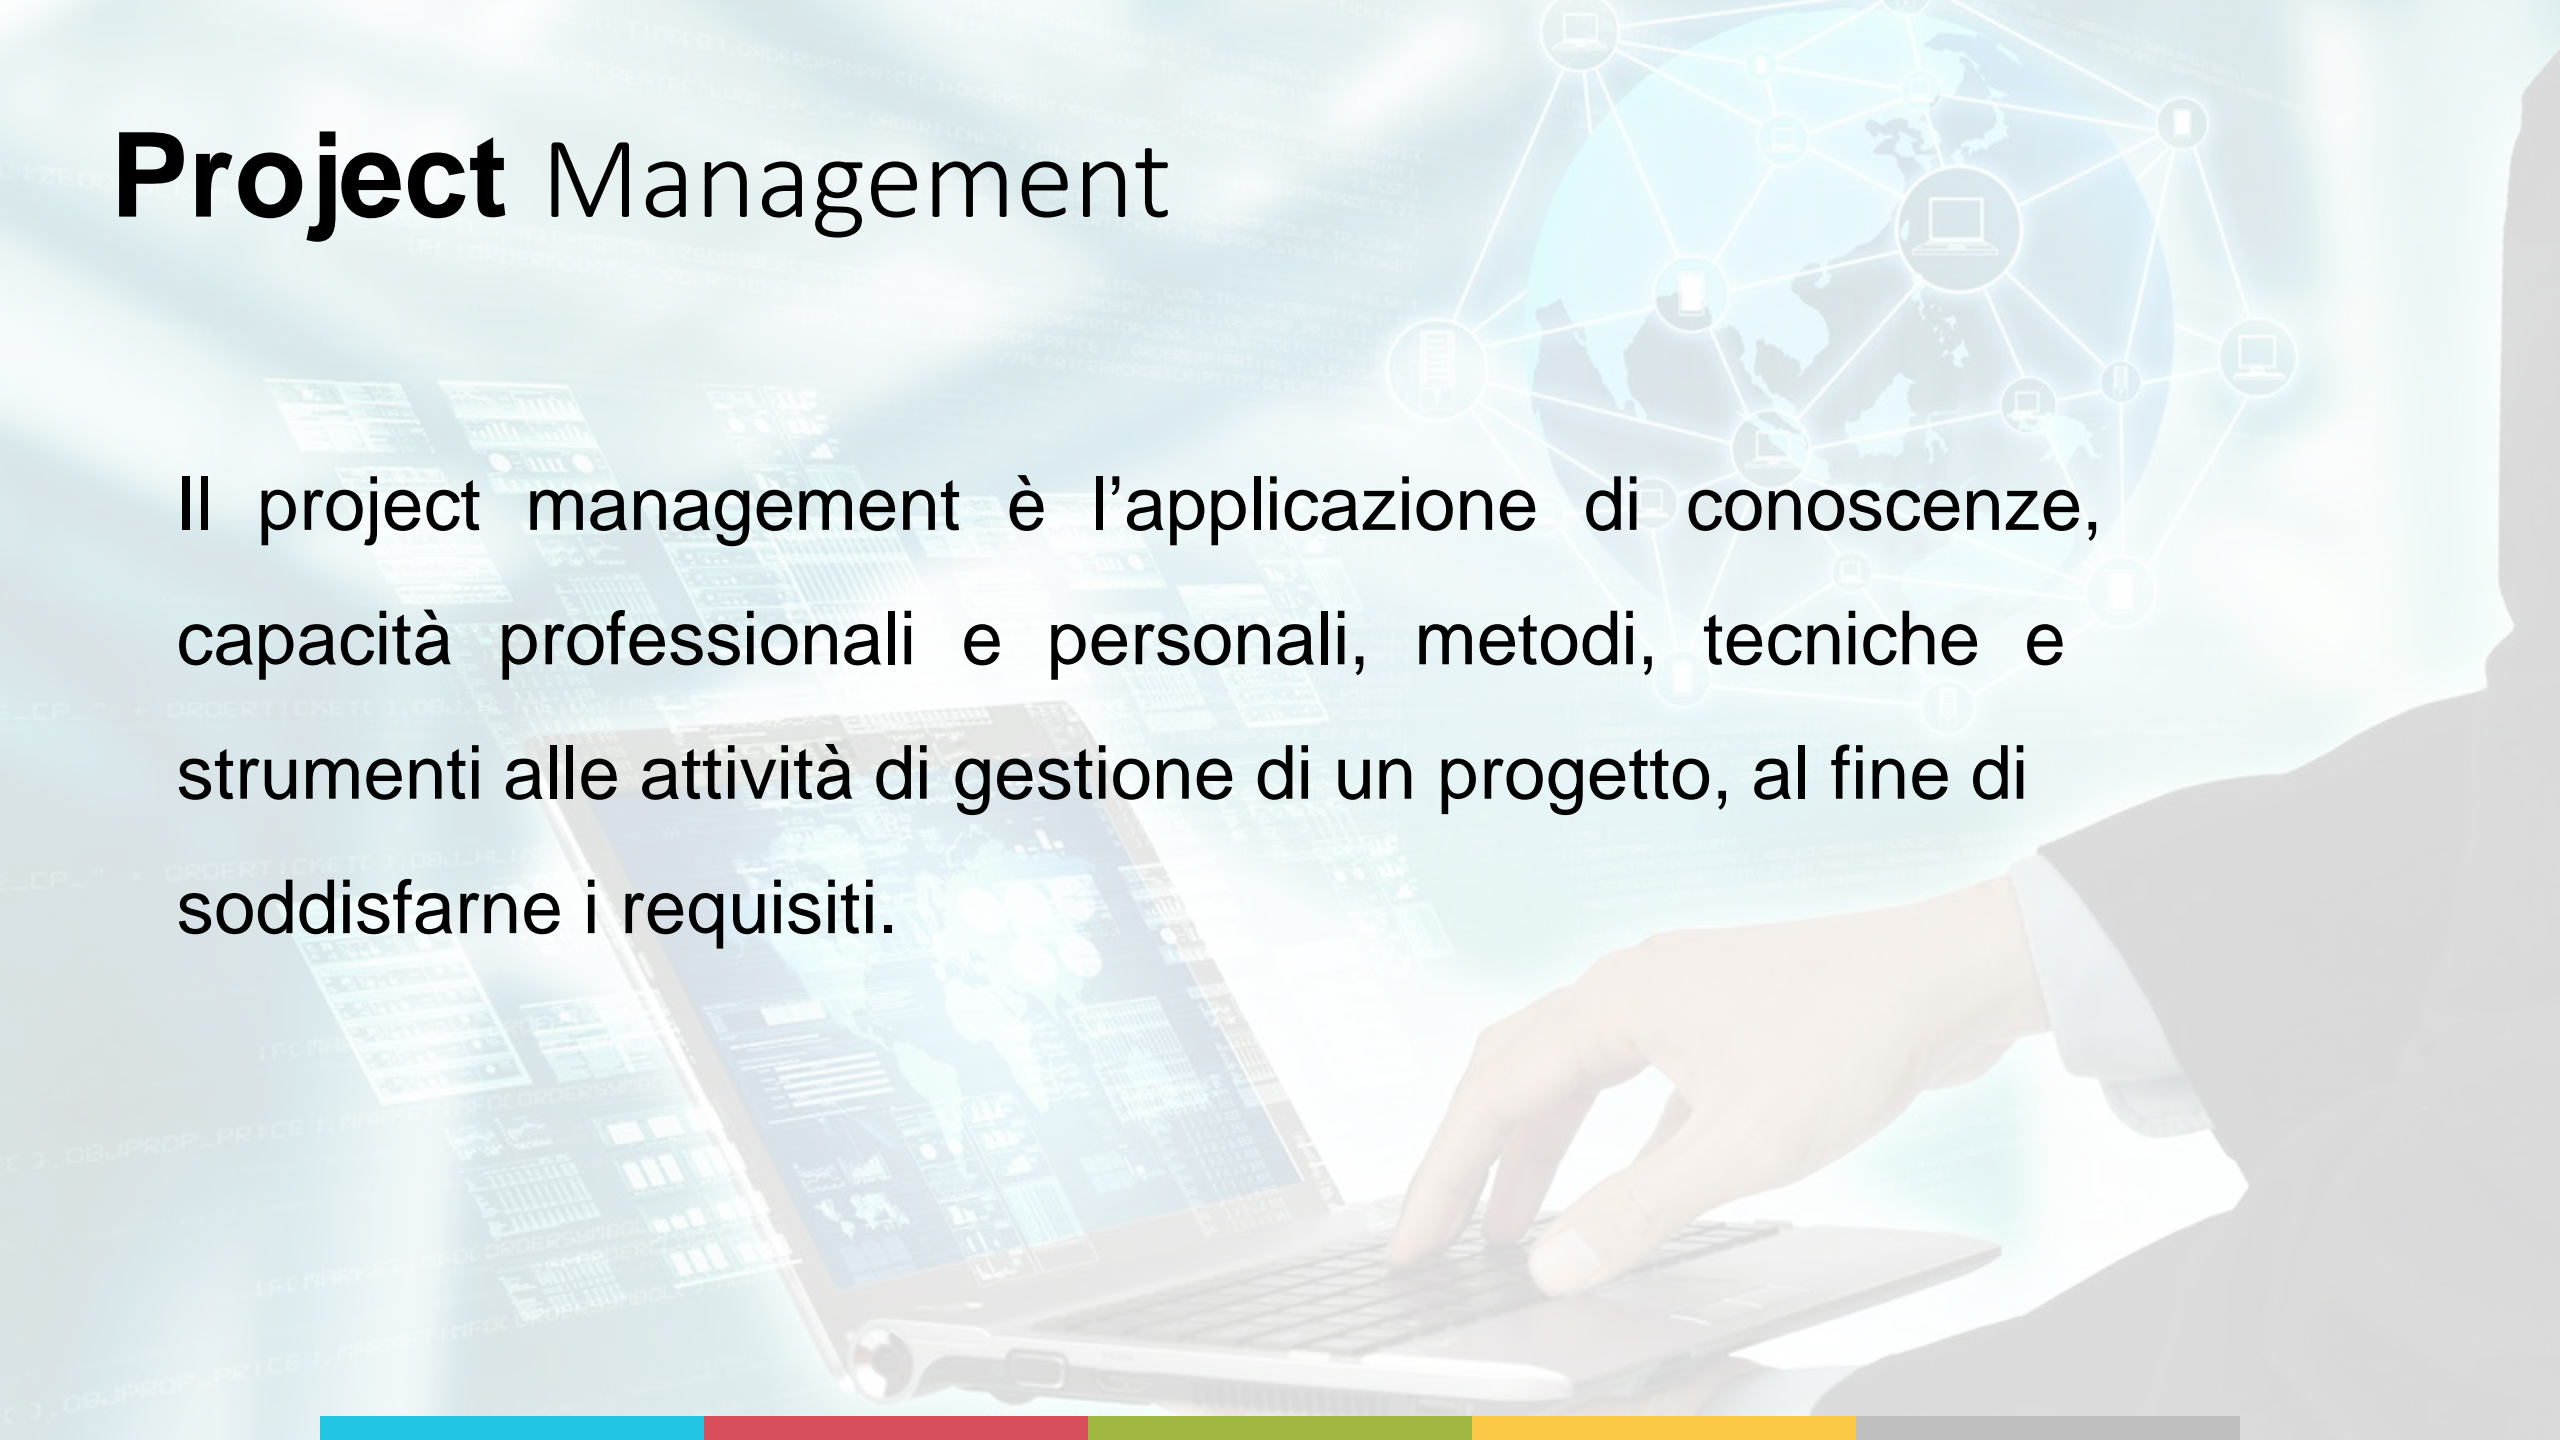 Project Management
Il project management è l’applicazione di conoscenze,
capacità professionali e personali, metodi, tecniche e
strumenti alle attività di gestione di un progetto, al fine di
soddisfarne i requisiti.